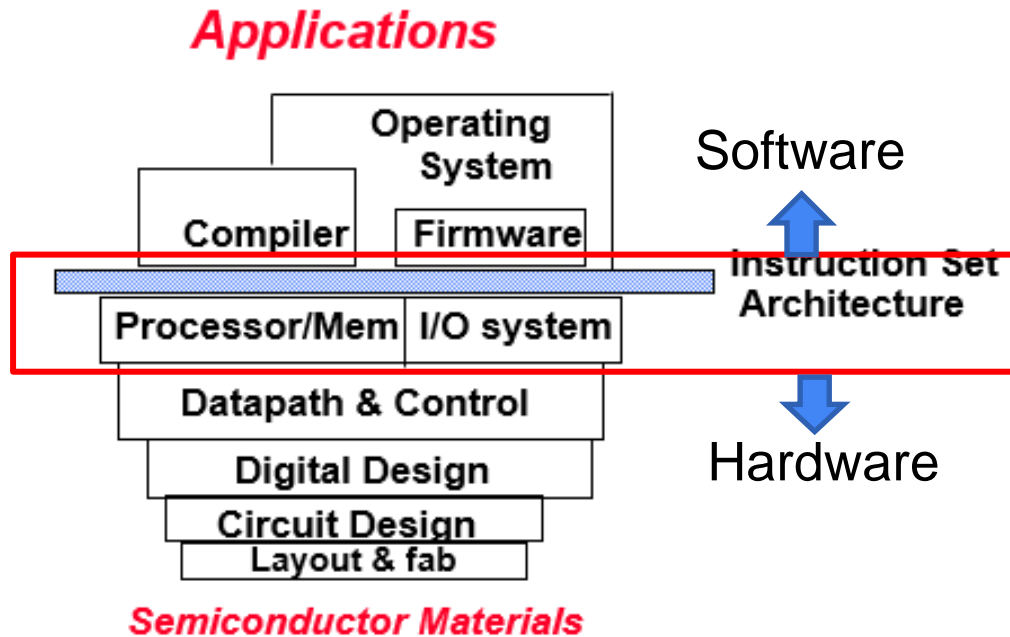 Applications
Operating
System
Software
Compiler
Firmware
Instruction Set
Architecture
Processor/Mem
I/O system
Datapath & Control
Hardware
Digital Design
Circuit Design
Layout & fab
Semiconductor Materials